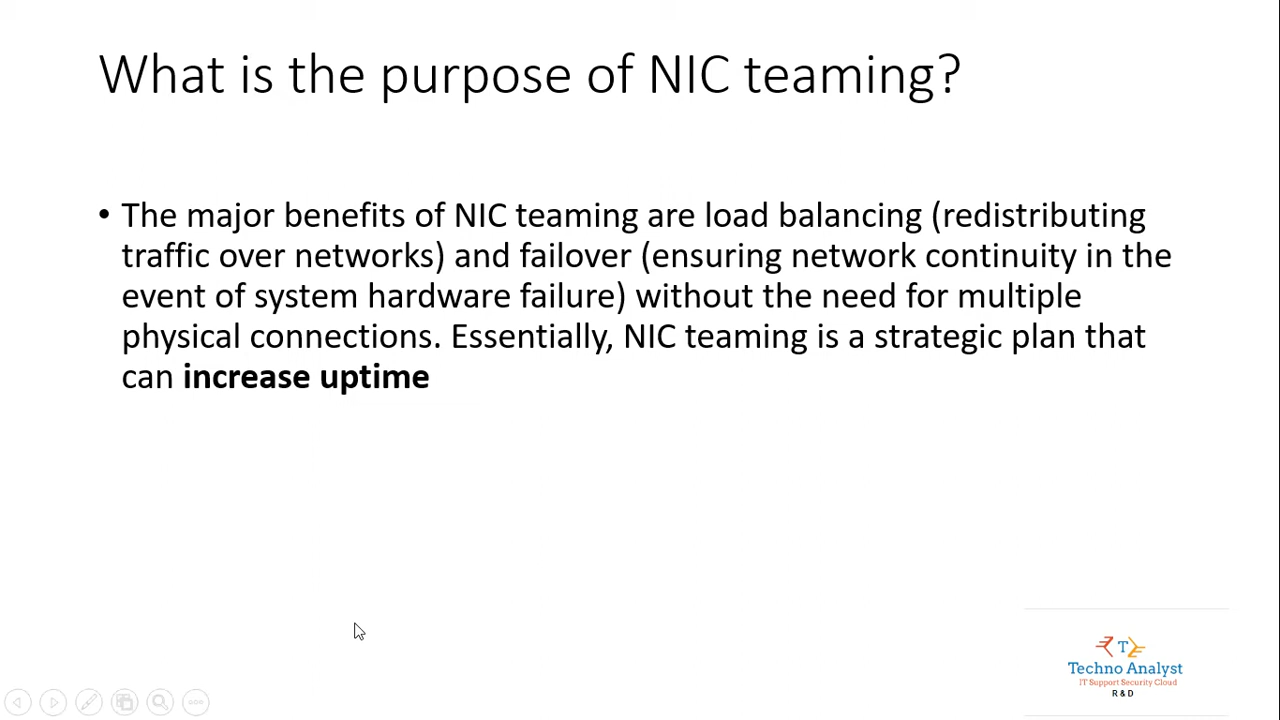 What is the purpose of NIC teaming?
• The major benefits of NIC teaming are load balancing (redistributing
traffic over networks) and failover (ensuring network continuity in the
event of system hardware failure) without the need for multiple
physical connections. Essentially, NIC teaming is a strategic plan that
can increase uptime
T
Techno Analyst
IT Support Security Cloud
R & D